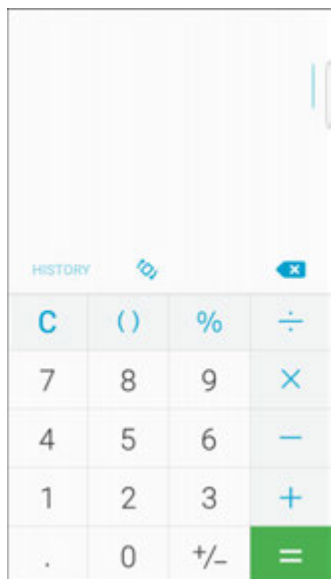 HISTORY
C () % ÷
7 8 9 ×
4 5 6 −
1 2 3 +
. 0 +/− =